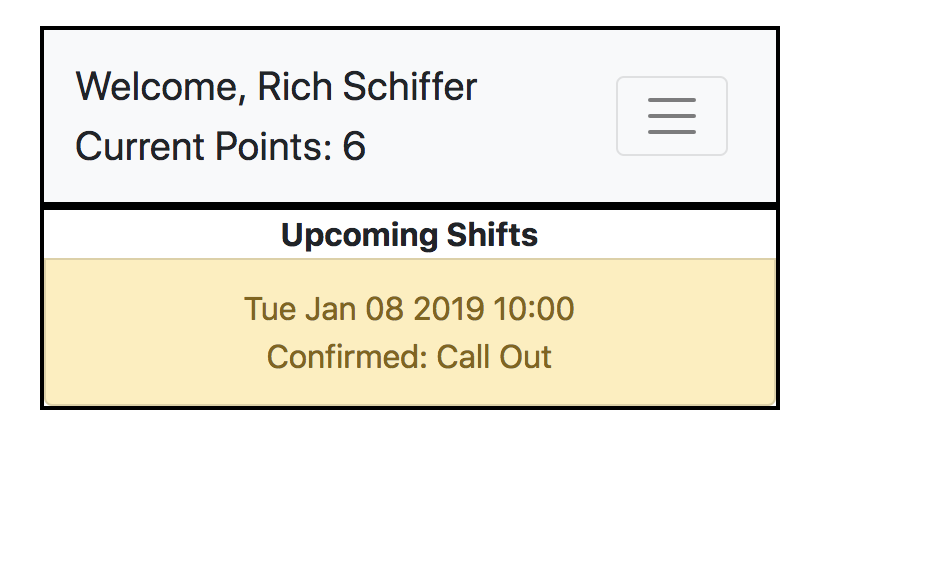 Welcome, Rich Schiffer
Current Points: 6
Upcoming Shifts
Tue Jan 08 2019 10:00
Confirmed: Call Out